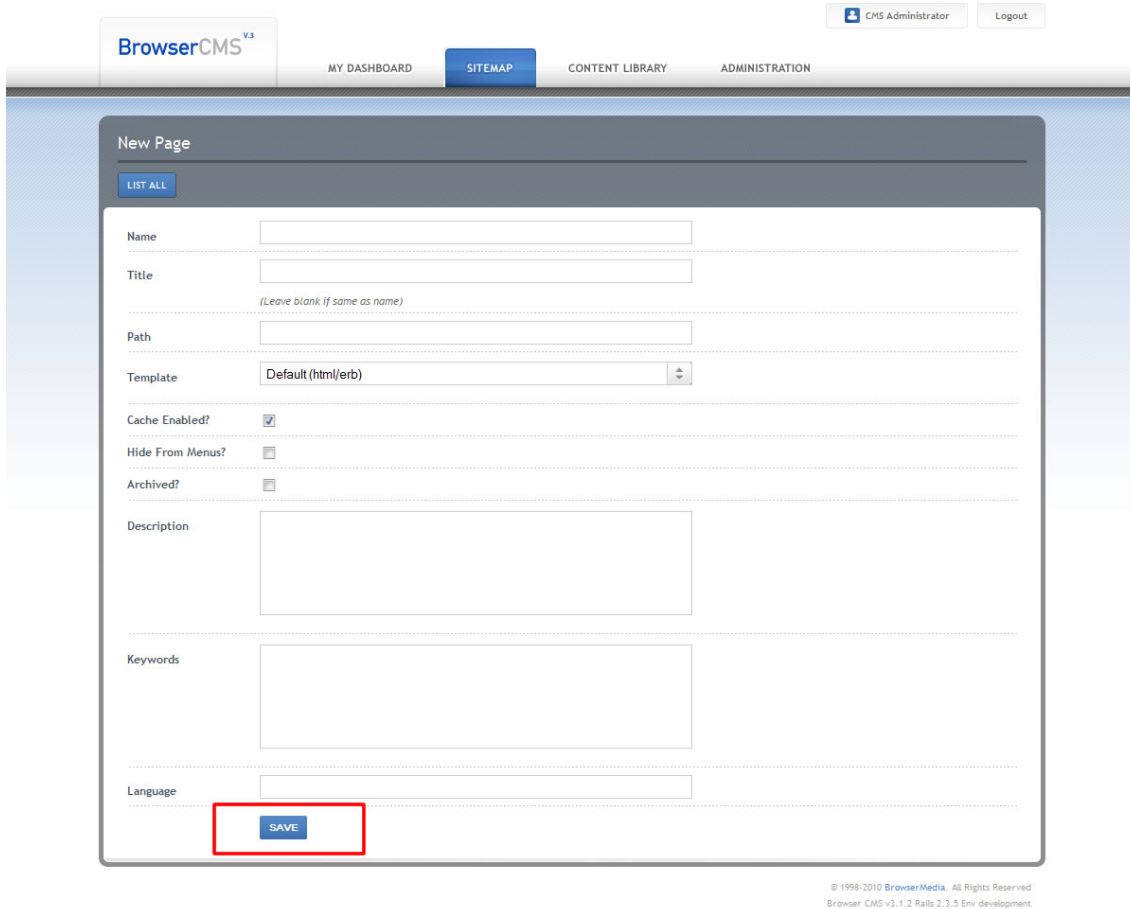 CMS Administrator Logout
BrowserCMS V.3
MY DASHBOARD SITEMAP CONTENT LIBRARY ADMINISTRATION
New Page
LIST ALL
Name
Title
(Leave blank if same as name)
Path
Template Default (html/erb)
Cache Enabled?
Hide From Menus?
Archived?
Description
Keywords
Language
SAVE
© 1998-2010 BrowserMedia. All Rights Reserved
Browser CMS v3.1.2 Rails 2.3.5 Env development